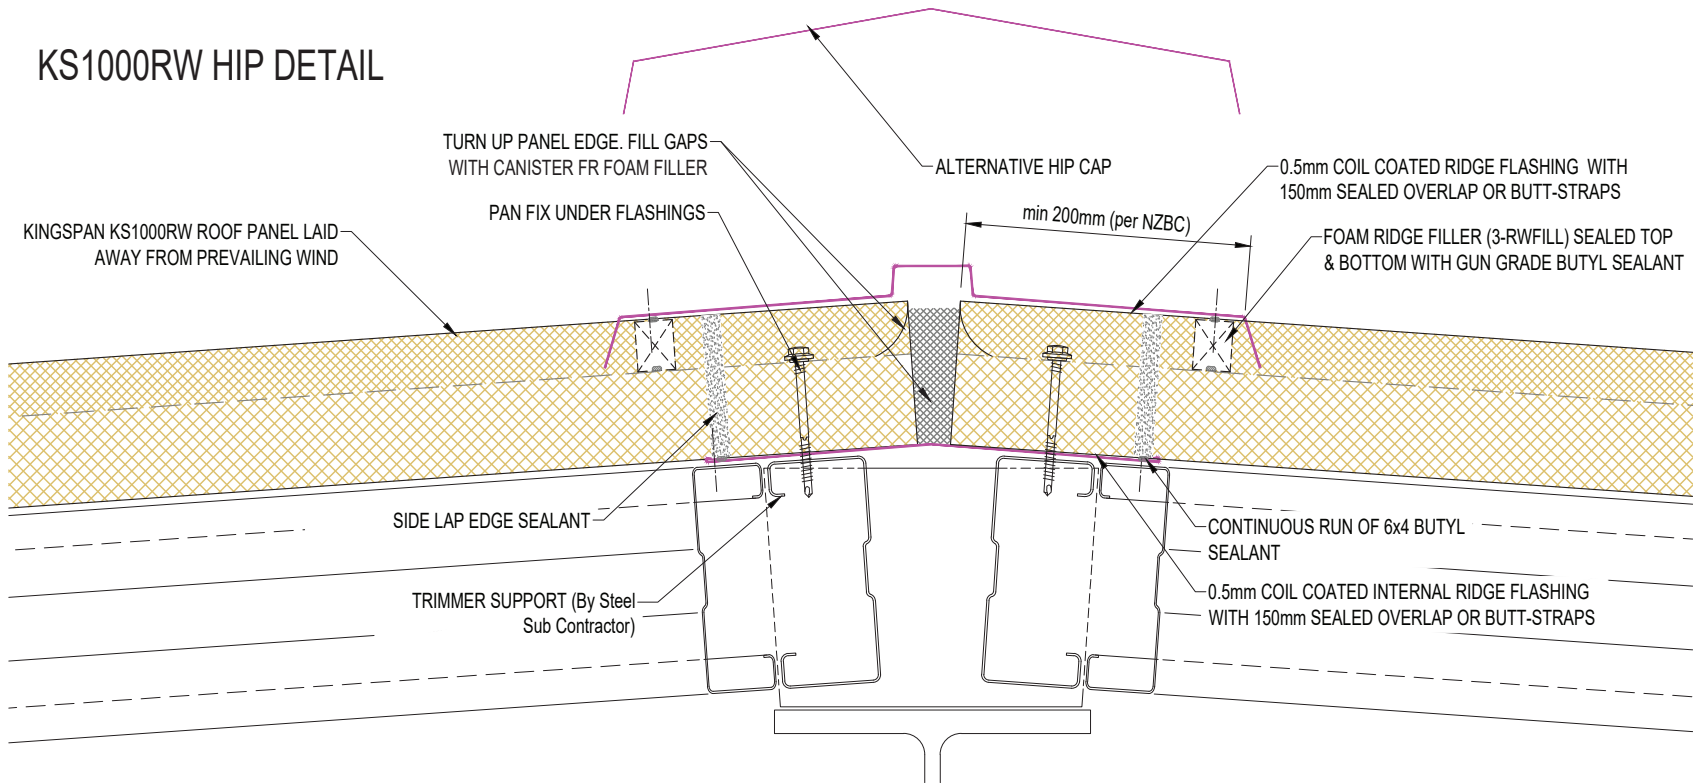 KS1000RW HIP DETAIL
TURN UP PANEL EDGE. FILL GAPS
WITH CANISTER FR FOAM FILLER
PAN FIX UNDER FLASHINGS
KINGSPAN KS1000RW ROOF PANEL LAID
AWAY FROM PREVAILING WIND
ALTERNATIVE HIP CAP
0.5mm COIL COATED RIDGE FLASHING WITH
150mm SEALED OVERLAP OR BUTT-STRAPS
min 200mm (per NZBC)
FOAM RIDGE FILLER (3-RWFILL) SEALED TOP
& BOTTOM WITH GUN GRADE BUTYL SEALANT
SIDE LAP EDGE SEALANT
TRIMMER SUPPORT (By Steel
Sub Contractor)
CONTINUOUS RUN OF 6x4 BUTYL
SEALANT
0.5mm COIL COATED INTERNAL RIDGE FLASHING
WITH 150mm SEALED OVERLAP OR BUTT-STRAPS